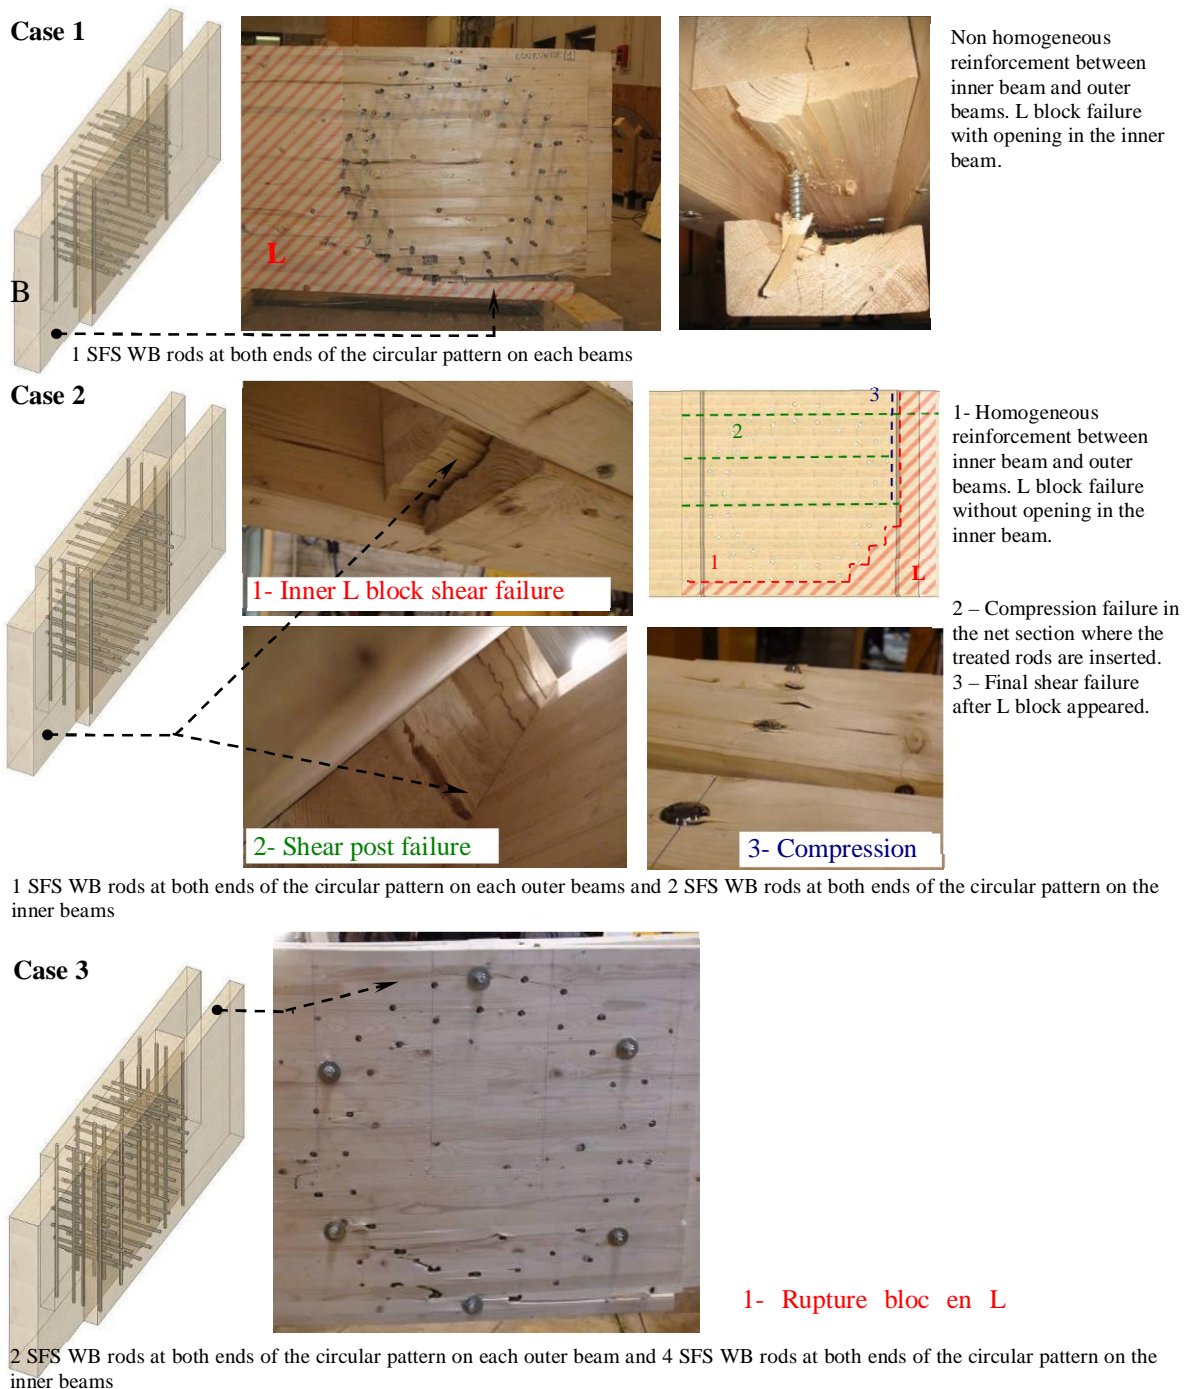 Case 1
Non homogeneous
reinforcement between
inner beam and outer
beams. L block failure
with opening in the inner
beam.
L
B
1 SFS WB rods at both ends of the circular pattern on each beams
Case 2
3
2
1
L
1- Homogeneous
reinforcement between
inner beam and outer
beams. L block failure
without opening in the
inner beam.
1- Inner L block shear failure
2 – Compression failure in
the net section where the
treated rods are inserted.
3 – Final shear failure
after L block appeared.
2- Shear post failure
3- Compression
1 SFS WB rods at both ends of the circular pattern on each outer beams and 2 SFS WB rods at both ends of the circular pattern on the
inner beams
Case 3
1- Rupture bloc en L
2 SFS WB rods at both ends of the circular pattern on each outer beam and 4 SFS WB rods at both ends of the circular pattern on the
inner beams